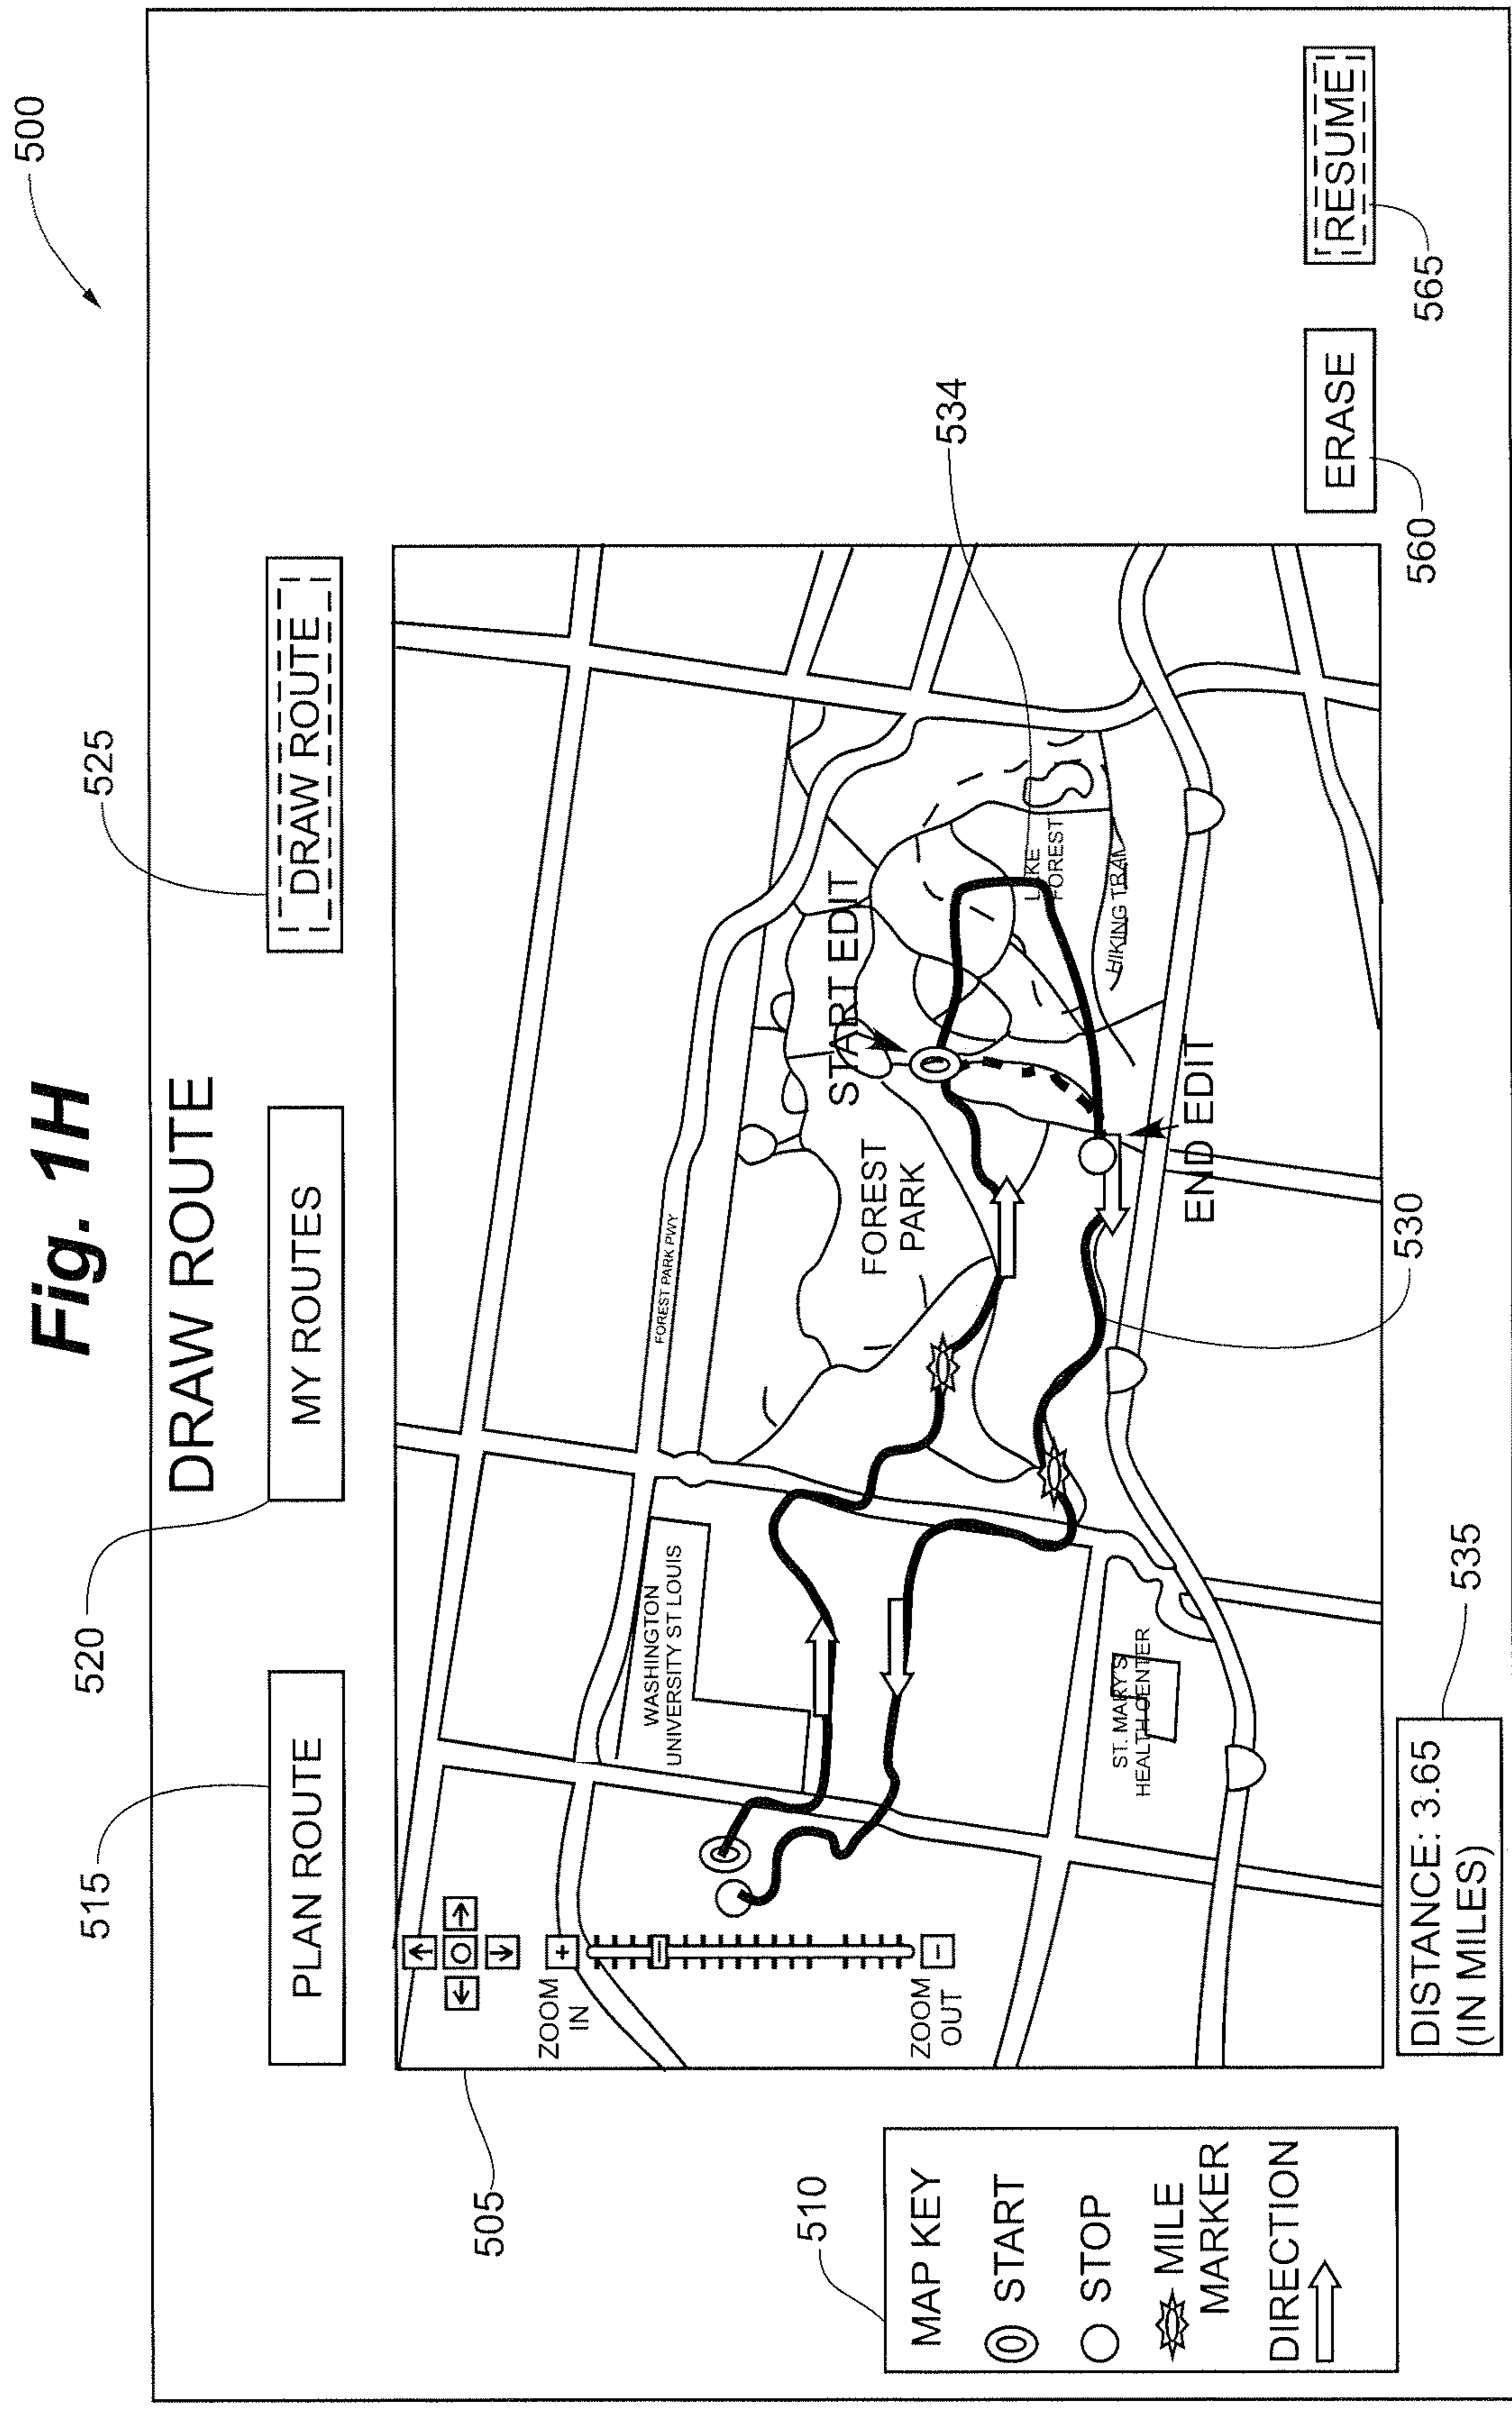 Fig. 1H
500
DRAW ROUTE
515
520
525
PLAN ROUTE
MY ROUTES
DRAW ROUTE
505
ZOOM
IN
ZOOM
OUT
WASHINGTON
UNIVERSITY ST LOUIS
FOREST PARK PWY
FOREST
PARK
START EDIT
LAKE
FOREST
HIKING TRAIL
534
END EDIT
ST. MARY'S
HEALTH CENTER
530
510
MAP KEY
START
STOP
MILE
MARKER
DIRECTION
DISTANCE: 3.65
(IN MILES)
535
ERASE
560
RESUME
565